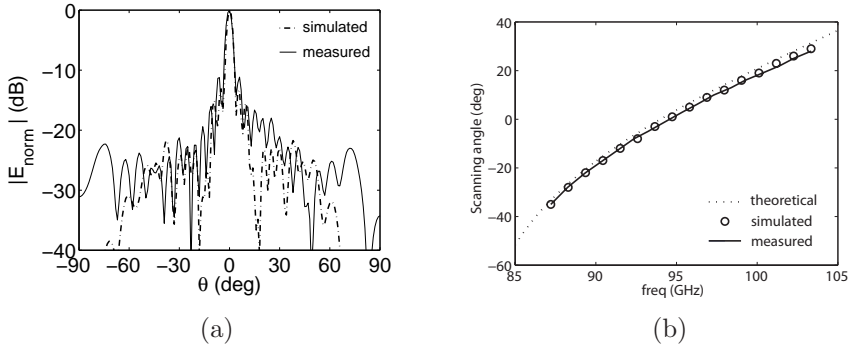 0
−10
−20
−30
−40
|E_norm| (dB)
simulated
measured
−90 −60 −30 0 30 60 90
θ (deg)
(a)
40
20
0
−20
−40
−60
Scanning angle (deg)
theoretical
simulated
measured
85 90 95 100 105
freq (GHz)
(b)